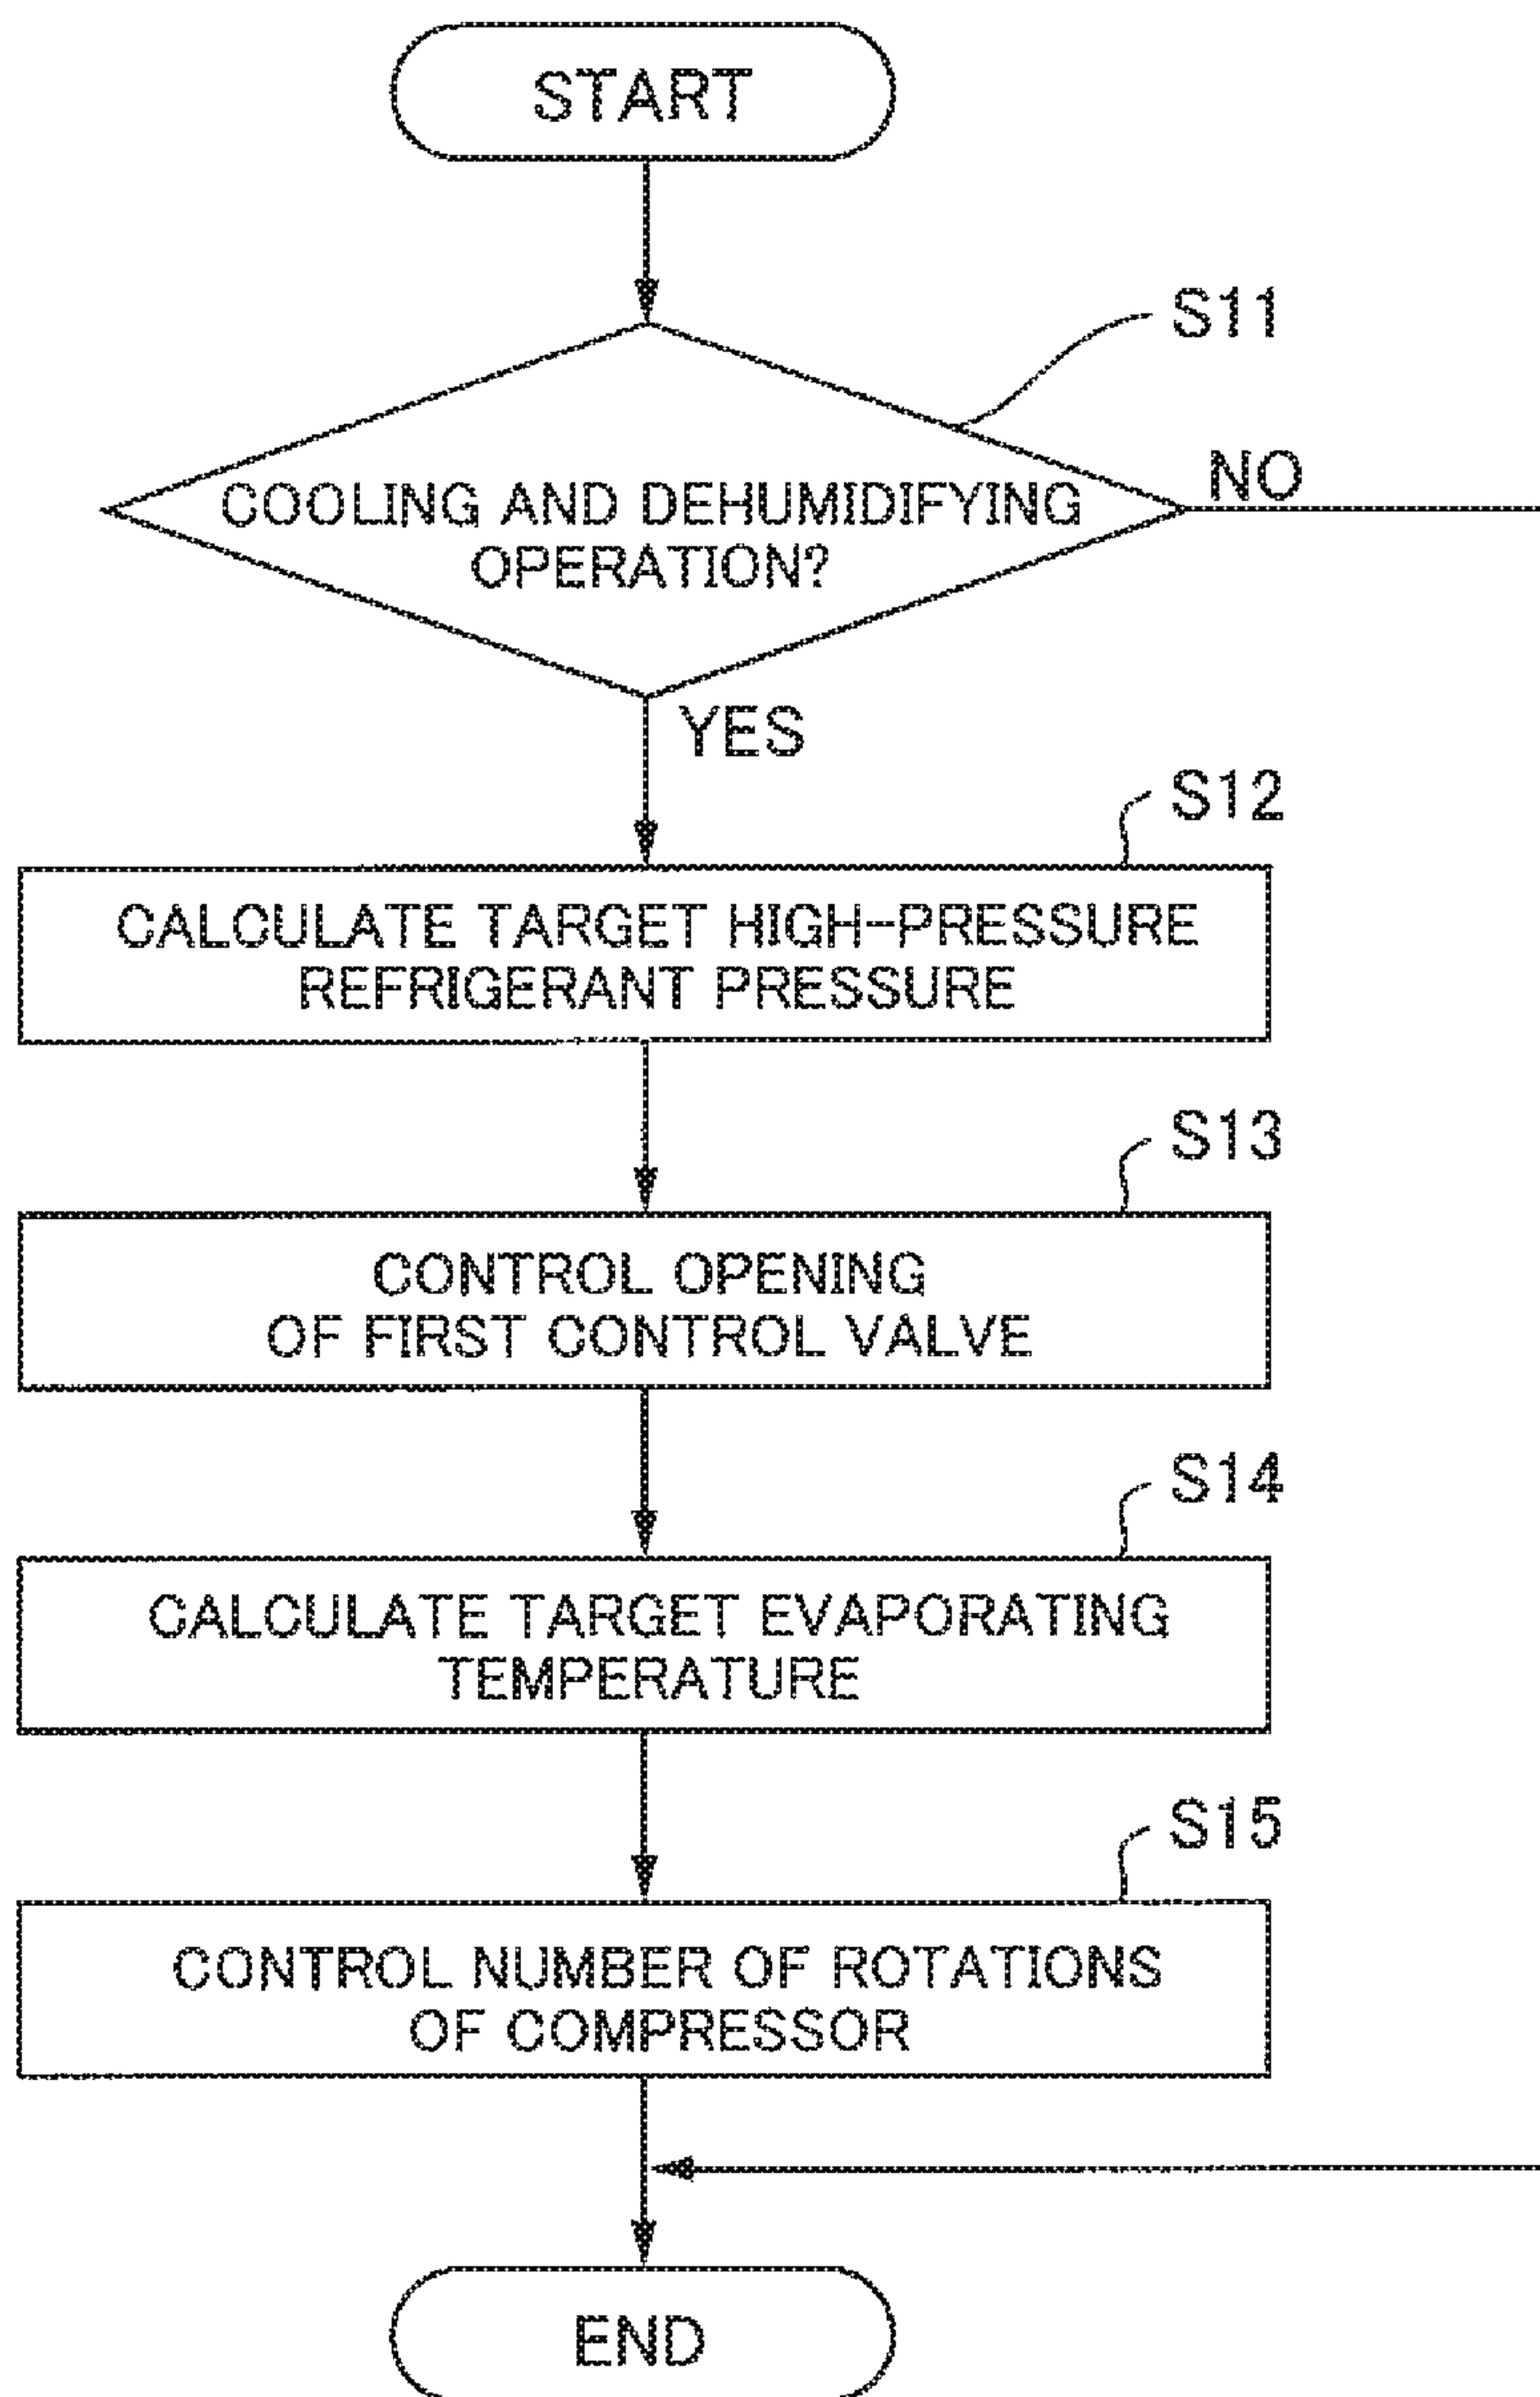 START
S11
COOLING AND DEHUMIDIFYING
OPERATION?
NO
YES
S12
CALCULATE TARGET HIGH-PRESSURE
REFRIGERANT PRESSURE
S13
CONTROL OPENING
OF FIRST CONTROL VALVE
S14
CALCULATE TARGET EVAPORATING
TEMPERATURE
S15
CONTROL NUMBER OF ROTATIONS
OF COMPRESSOR
END